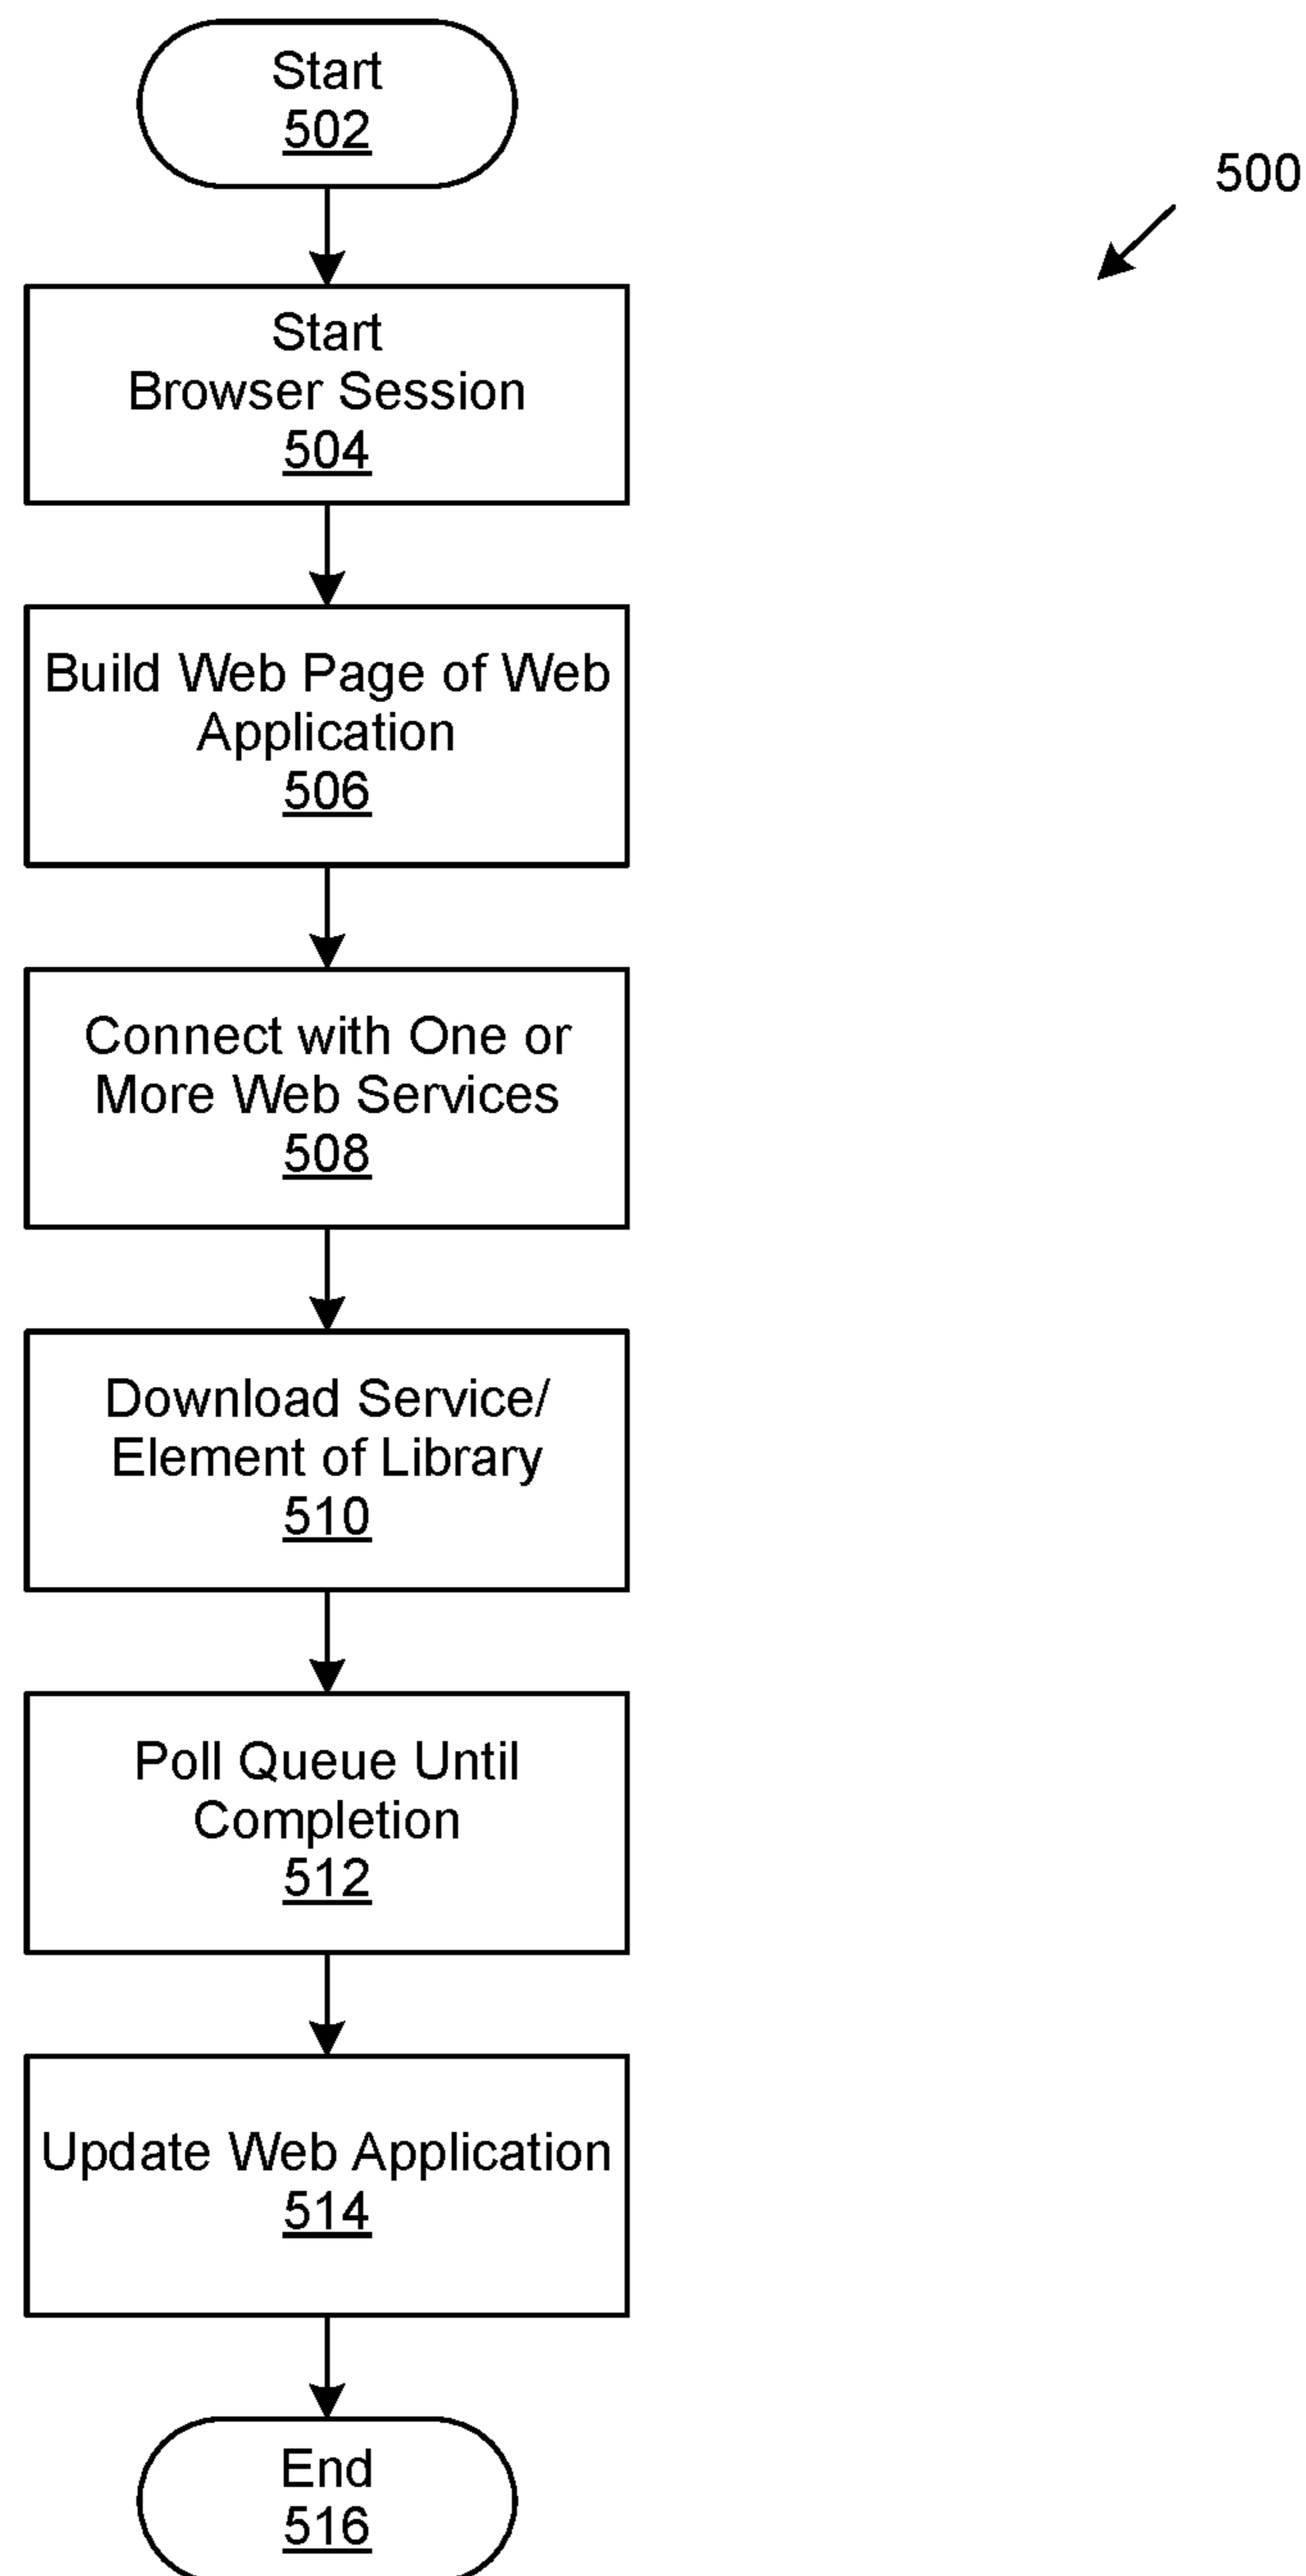 Start
502
500
Start
Browser Session
504
Build Web Page of Web
Application
506
Connect with One or
More Web Services
508
Download Service/
Element of Library
510
Poll Queue Until
Completion
512
Update Web Application
514
End
516